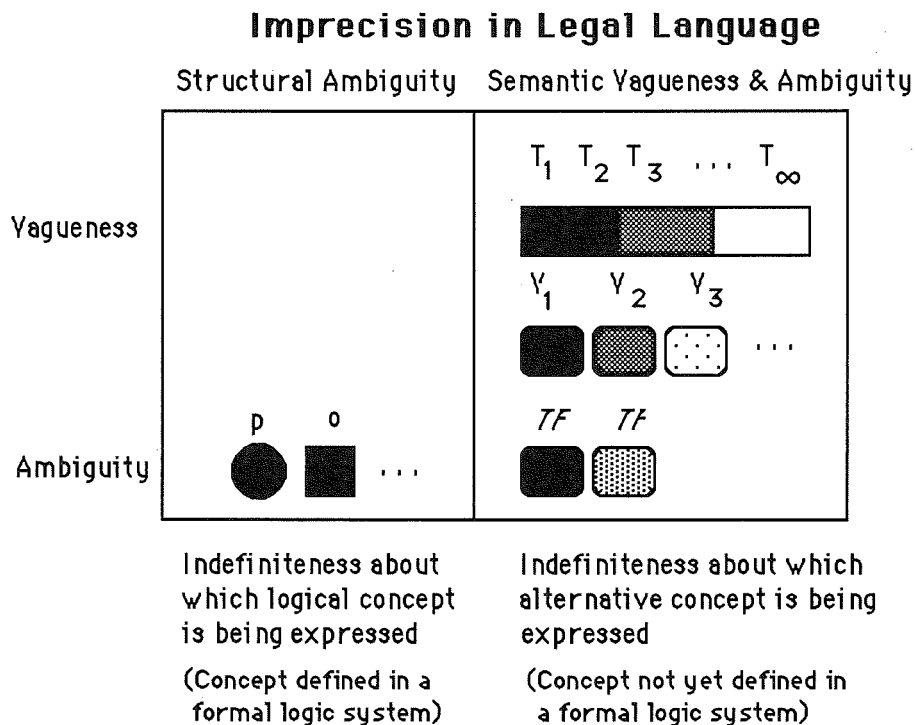 Imprecision in Legal Language
Structural Ambiguity Semantic Vagueness & Ambiguity
T₁ T₂ T₃ ... T∞
Vagueness
V₁ V₂ V₃
...
p o TF TF
Ambiguity ...
Indefiniteness about
which logical concept
is being expressed
(Concept defined in a
formal logic system)
Indefiniteness about which
alternative concept is being
expressed
(Concept not yet defined in
a formal logic system)